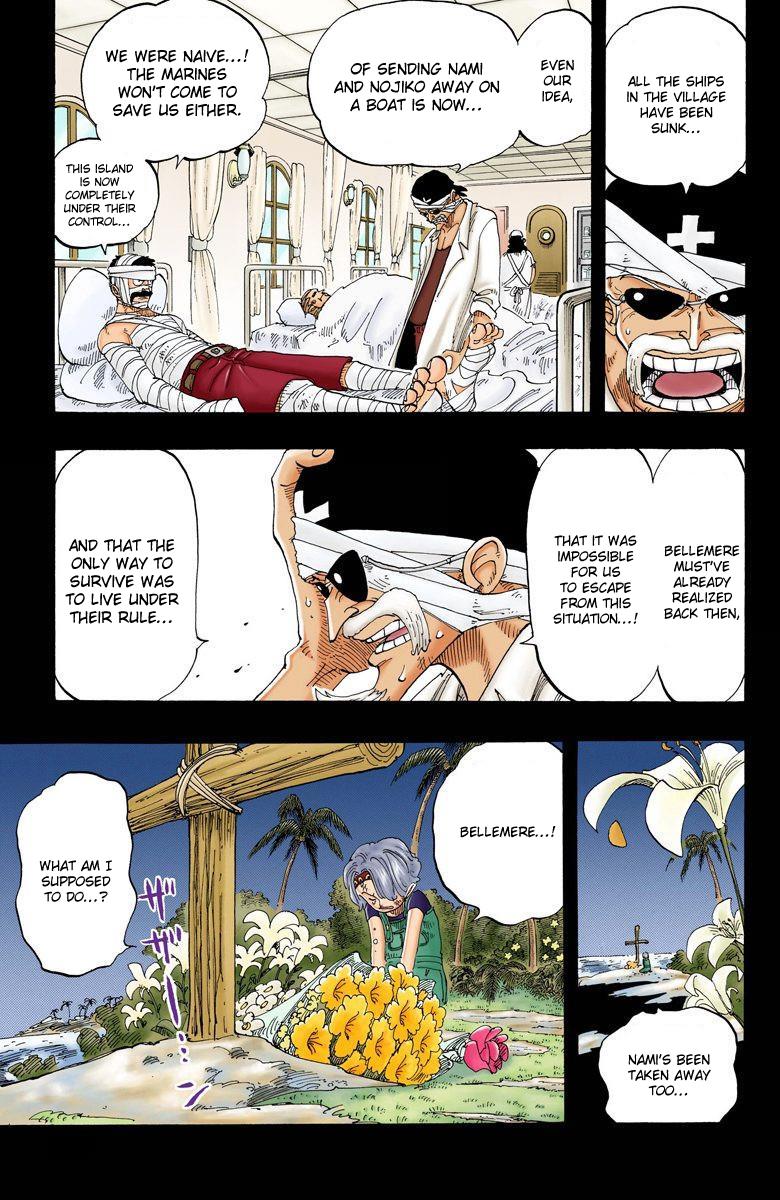 ALL THE SHIPS
IN THE VILLAGE
HAVE BEEN
SUNK...
EVEN
OUR
IDEA,
OF SENDING NAMI
AND NOJIKO AWAY ON
A BOAT IS NOW...
WE WERE NAIVE...!
THE MARINES
WON'T COME TO
SAVE US EITHER.
THIS ISLAND
IS NOW
COMPLETELY
UNDER THEIR
CONTROL...
BELLEMERE
MUST'VE
ALREADY
REALIZED
BACK THEN,
THAT IT WAS
IMPOSSIBLE
FOR US
TO ESCAPE
FROM THIS
SITUATION...!
AND THAT THE
ONLY WAY TO
SURVIVE WAS
TO LIVE UNDER
THEIR RULE...
NAMI'S BEEN
TAKEN AWAY
TOO...
BELLEMERE...!
WHAT AM I
SUPPOSED
TO DO...?
ザザーン